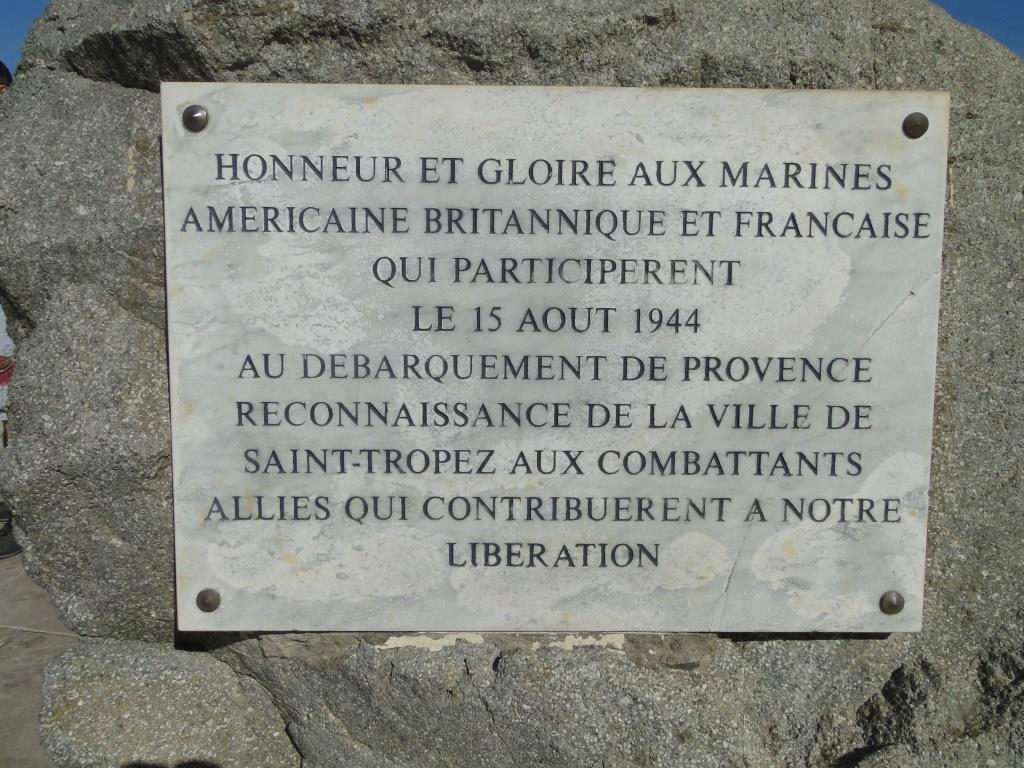 HONNEUR ET GLOIRE AUX MARINES
AMERICAINE BRITANNIQUE ET FRANCAISE
QUI PARTICIPERENT
LE 15 AOUT 1944
AU DEBARQUEMENT DE PROVENCE
RECONNAISSANCE DE LA VILLE DE
SAINT-TROPEZ AUX COMBATTANTS
ALLIES QUI CONTRIBUERENT A NOTRE
LIBERATION